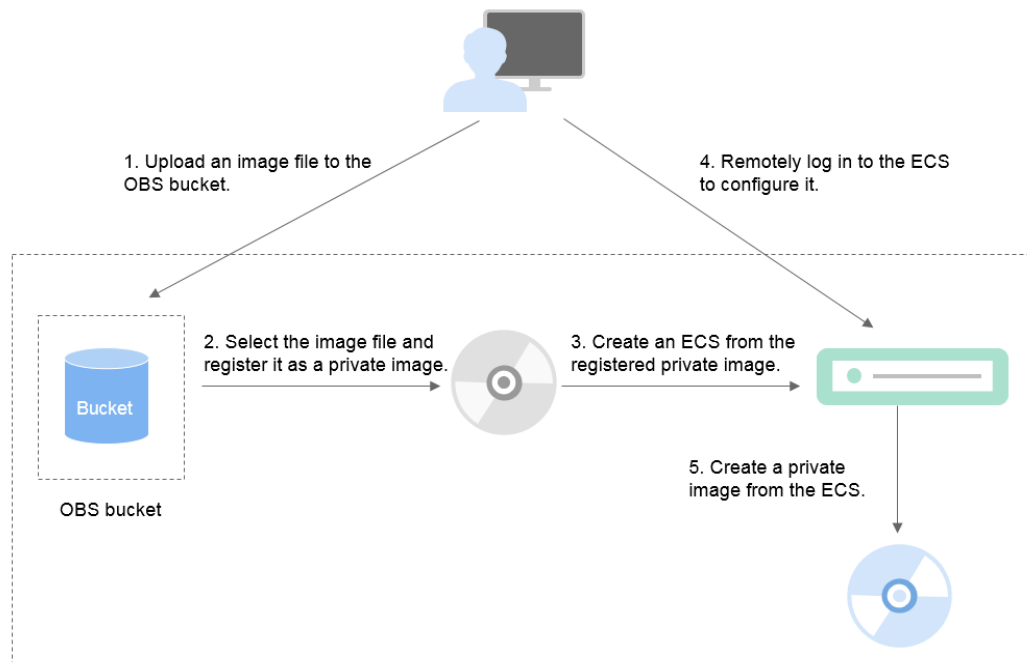 1. Upload an image file to the
OBS bucket.
4. Remotely log in to the ECS
to configure it.
2. Select the image file and
register it as a private image.
3. Create an ECS from the
registered private image.
Bucket
OBS bucket
5. Create a private
image from the ECS.